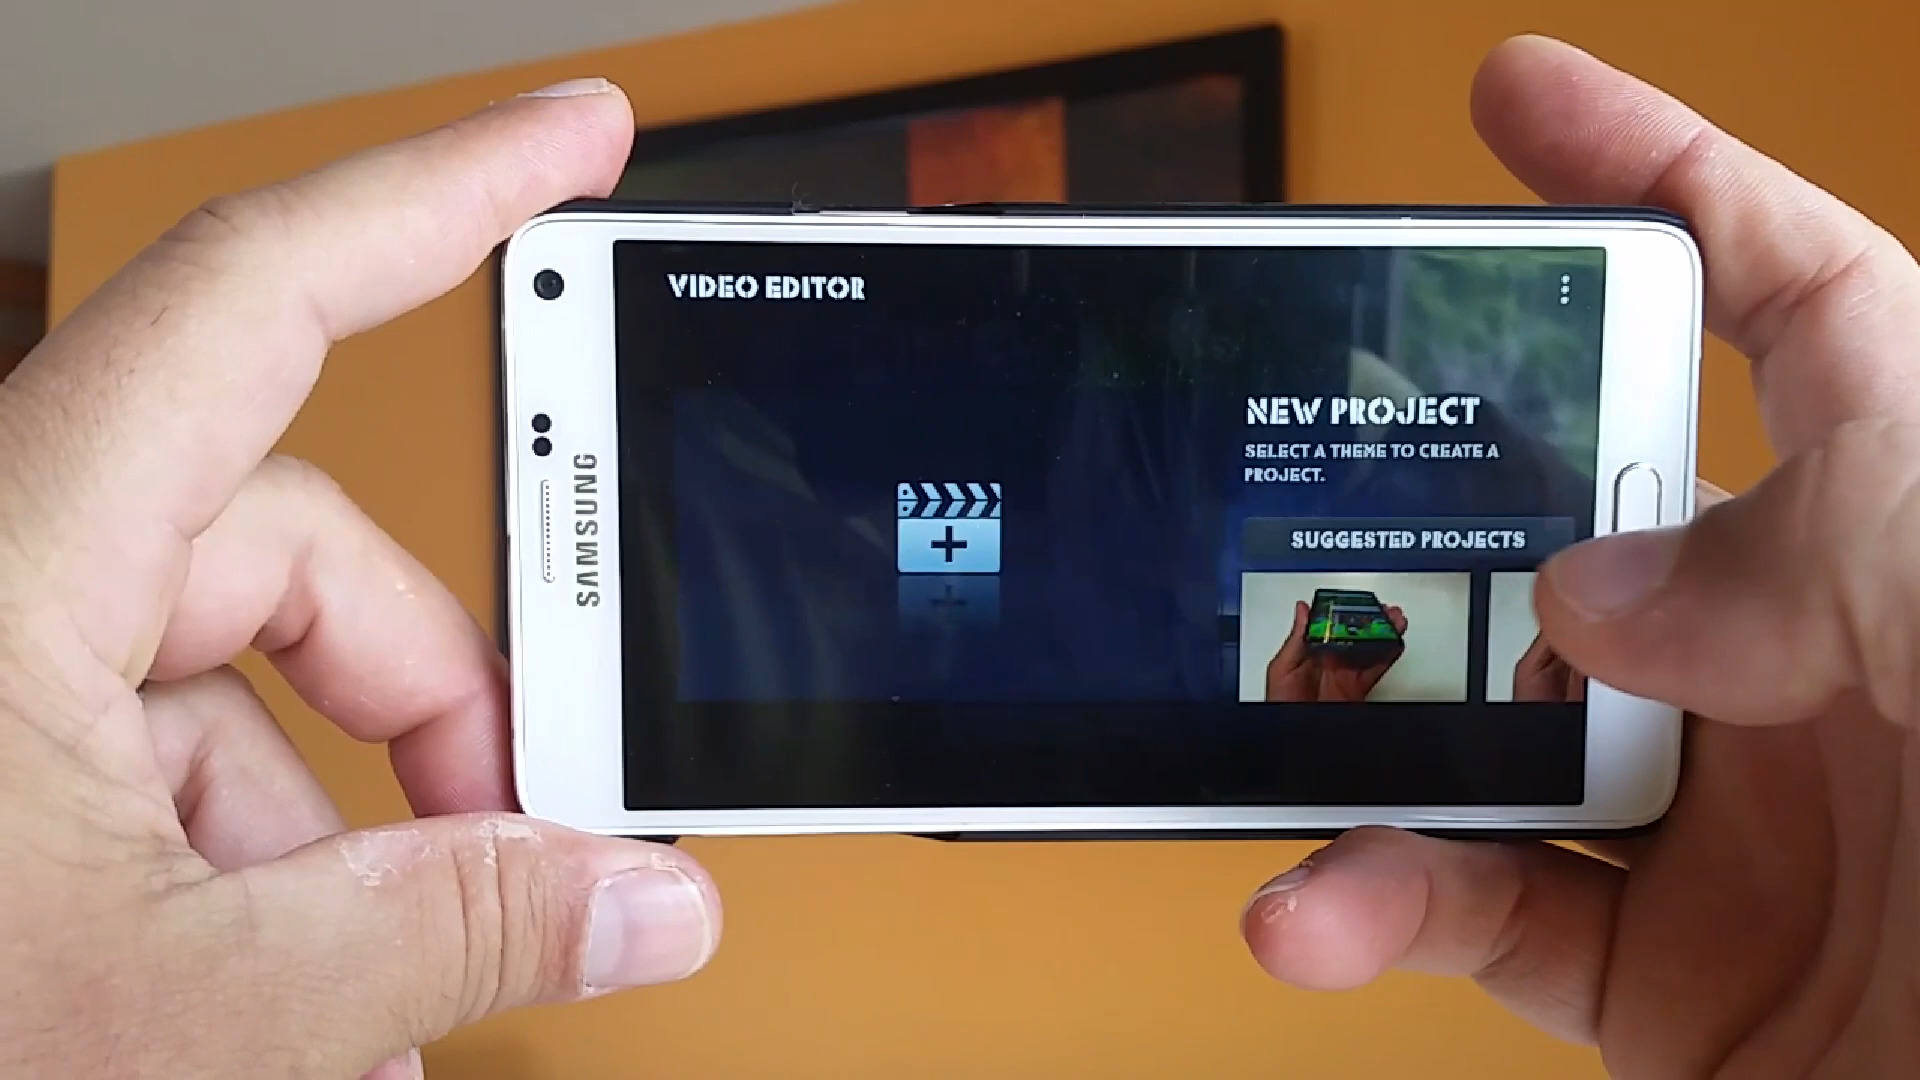 VIDEO EDITOR
NEW PROJECT
SELECT A THEME TO CREATE A
PROJECT.
SUGGESTED PROJECTS
SAMSUNG